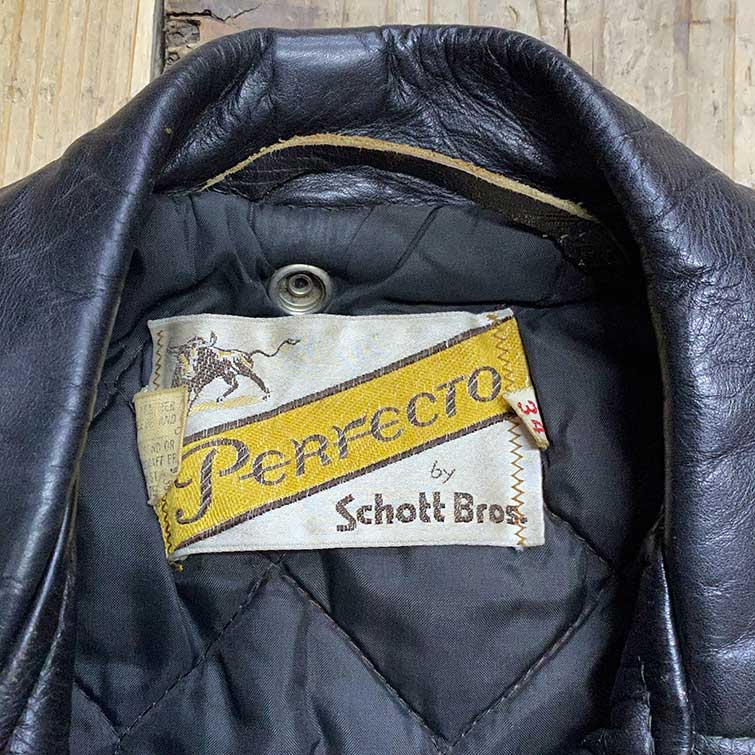 PERFECTO
by
Schott Bros.
34